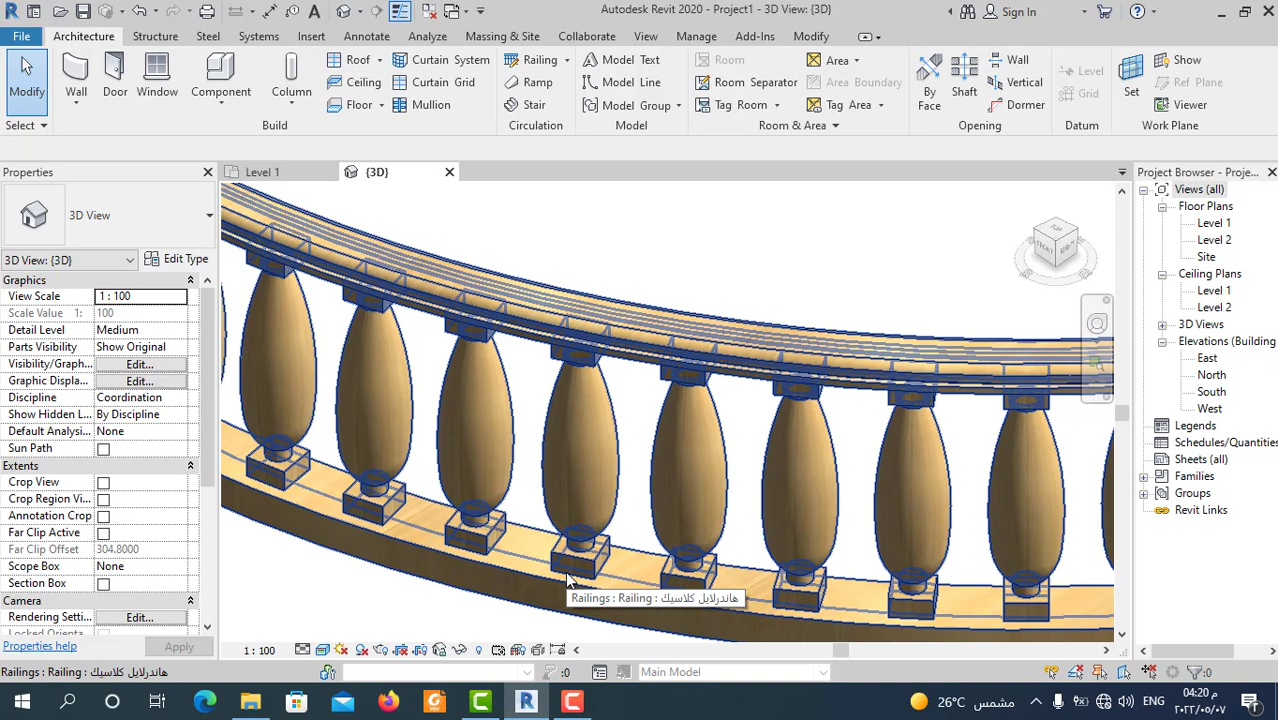 Autodesk Revit 2020 - Project1 - 3D View: {3D}
Sign In
File Architecture Structure Steel Systems Insert Annotate Analyze Massing & Site Collaborate View Manage Add-Ins Modify
Modify Wall Door Window Component Column
Roof Curtain System Railing Model Text Room Area Wall Level Show
Ceiling Curtain Grid Ramp Model Line Room Separator Area Boundary By Face Shaft Vertical Grid Set Ref Plane
Floor Mullion Stair Model Group Tag Room Tag Area Dormer Viewer
Select Build Circulation Model Room & Area Opening Datum Work Plane
Properties
Level 1
{3D}
Project Browser - Proje...
3D View
3D View: {3D} Edit Type
Graphics
View Scale 1 : 100
Scale Value 1: 100
Detail Level Medium
Parts Visibility Show Original
Visibility/Graph... Edit...
Graphic Displa... Edit...
Discipline Coordination
Show Hidden L... By Discipline
Default Analysi... None
Sun Path
Extents
Crop View
Crop Region Vi...
Annotation Crop
Far Clip Active
Far Clip Offset 304.8000
Scope Box None
Section Box
Camera
Rendering Setti... Edit...
Locked Orienta...
Properties help Apply
TOP
FRONT
Railings : Railing : هاندرلايل كلاسيك
Views (all)
Floor Plans
Level 1
Level 2
Site
Ceiling Plans
Level 1
Level 2
3D Views
Elevations (Building
East
North
South
West
Legends
Schedules/Quantities
Sheets (all)
Families
Groups
Revit Links
1 : 100
Railings : Railing : هاندرلايل كلاسيك
:0
Main Model
:0
26°C مشمس
ENG
04:20 م
٢٠٢٢/٠٥/٠٧